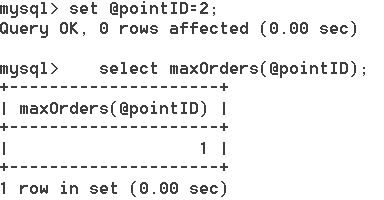 mysql> set @pointID=2;
Query OK, 0 rows affected (0.00 sec)
mysql>    select maxOrders(@pointID);
+---------------------+
| maxOrders(@pointID) |
+---------------------+
|                   1 |
+---------------------+
1 row in set (0.00 sec)